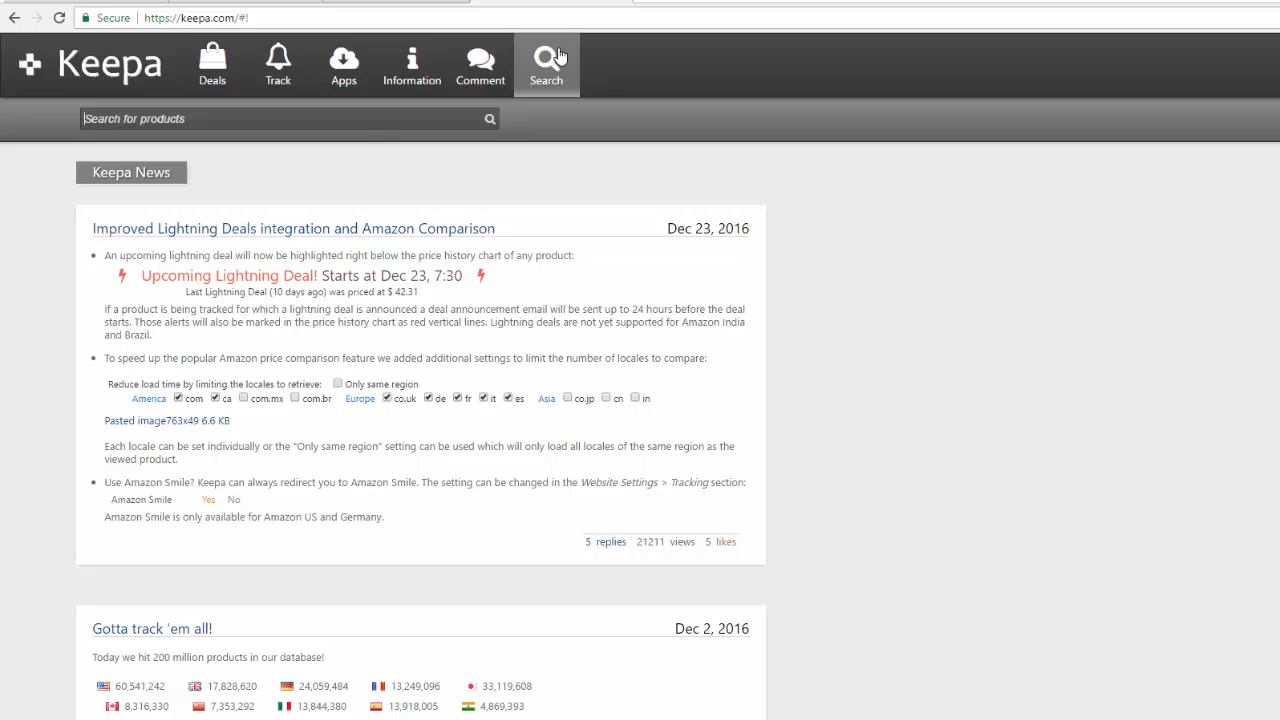 Secure https://keepa.com/#!
Keepa Deals Track Apps Information Comment Search
Search for products
Keepa News
Improved Lightning Deals integration and Amazon Comparison Dec 23, 2016
• An upcoming lightning deal will now be highlighted right below the price history chart of any product:
Upcoming Lightning Deal! Starts at Dec 23, 7:30
Last Lightning Deal (10 days ago) was priced at $ 42.31
If a product is being tracked for which a lightning deal is announced a deal announcement email will be sent up to 24 hours before the deal
starts. Those alerts will also be marked in the price history chart as red vertical lines. Lightning deals are not yet supported for Amazon India
and Brazil.
• To speed up the popular Amazon price comparison feature we added additional settings to limit the number of locales to compare:
Reduce load time by limiting the locales to retrieve: Only same region
America com ca com.mx com.br Europe co.uk de fr it es Asia co.jp cn in
Pasted image763x49 6.6 KB
Each locale can be set individually or the "Only same region" setting can be used which will only load all locales of the same region as the
viewed product.
• Use Amazon Smile? Keepa can always redirect you to Amazon Smile. The setting can be changed in the Website Settings > Tracking section:
Amazon Smile Yes No
Amazon Smile is only available for Amazon US and Germany.
5 replies 21211 views 5 likes
Gotta track 'em all! Dec 2, 2016
Today we hit 200 million products in our database!
60,541,242 17,828,620 24,059,484 13,249,096 33,119,608
8,316,330 7,353,292 13,844,380 13,918,005 4,869,393